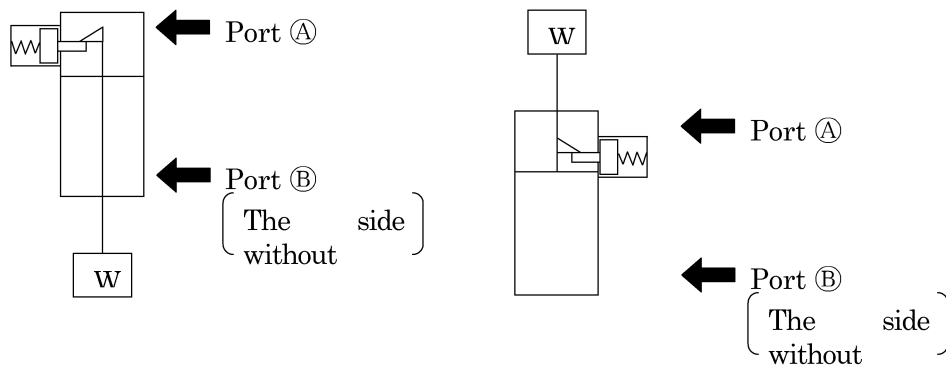 Port Ⓐ
Port Ⓑ
The side
without
W
W
Port Ⓐ
Port Ⓑ
The side
without